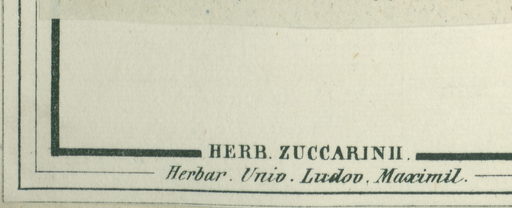 HERB. ZUCCARINII.
Herbar. Univ. Ludov. Maximil.